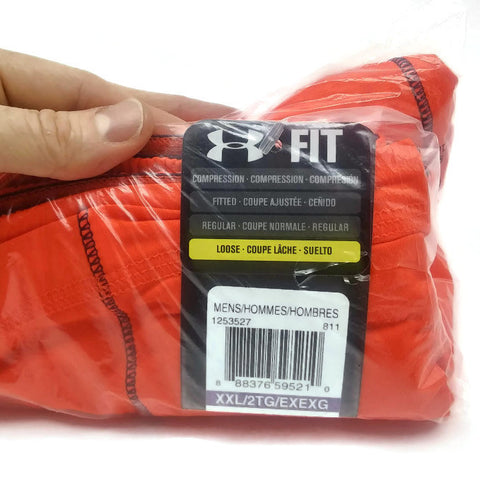 FIT
COMPRESSION · COMPRESSION · COMPRESIÓN
FITTED · COUPE AJUSTÉE · CEÑIDO
REGULAR · COUPE NORMALE · REGULAR
LOOSE · COUPE LÂCHE · SUELTO
MENS/HOMMES/HOMBRES
1253527 811
8 88376 59521 8
XXL/2TG/EXEXG